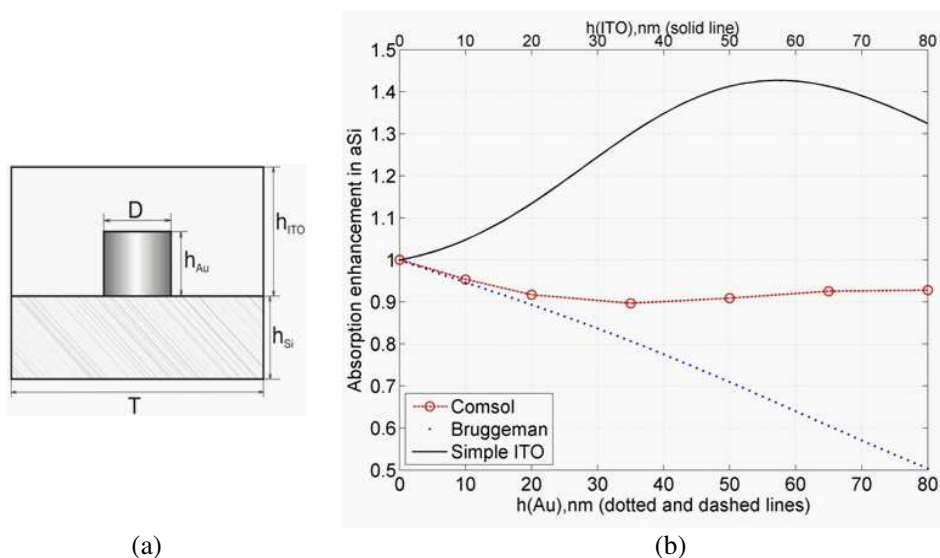 h(ITO),nm (solid line)
0 10 20 30 40 50 60 70 80
1.5
1.4
1.3
1.2
1.1
1
0.9
0.8
0.7
0.6
0.5
Absorption enhancement in aSi
D
h_ITO
h_Au
h_Si
T
Comsol
Bruggeman
Simple ITO
0 10 20 30 40 50 60 70 80
h(Au),nm (dotted and dashed lines)
(a) (b)